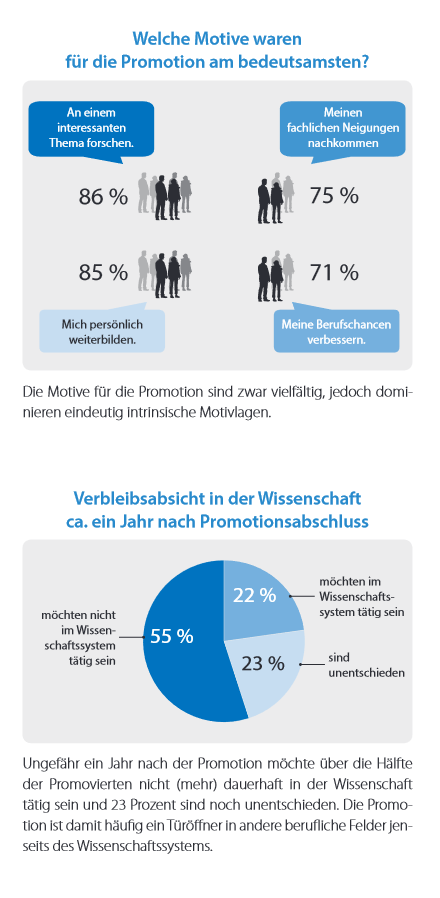 Welche Motive waren
für die Promotion am bedeutsamsten?
An einem
interessanten
Thema forschen.
Meinen
fachlichen Neigungen
nachkommen
86 %
75 %
85 %
71 %
Mich persönlich
weiterbilden.
Meine Berufschancen
verbessern.
Die Motive für die Promotion sind zwar vielfältig, jedoch domi-
nieren eindeutig intrinsische Motivlagen.
Verbleibsabsicht in der Wissenschaft
ca. ein Jahr nach Promotionsabschluss
möchten nicht
im Wissen-
schaftssystem
tätig sein
55 %
22 %
möchten im
Wissenschafts-
system tätig sein
23 %
sind
unentschieden
Ungefähr ein Jahr nach der Promotion möchte über die Hälfte
der Promovierten nicht (mehr) dauerhaft in der Wissenschaft
tätig sein und 23 Prozent sind noch unentschieden. Die Promo-
tion ist damit häufig ein Türöffner in andere berufliche Felder jen-
seits des Wissenschaftssystems.